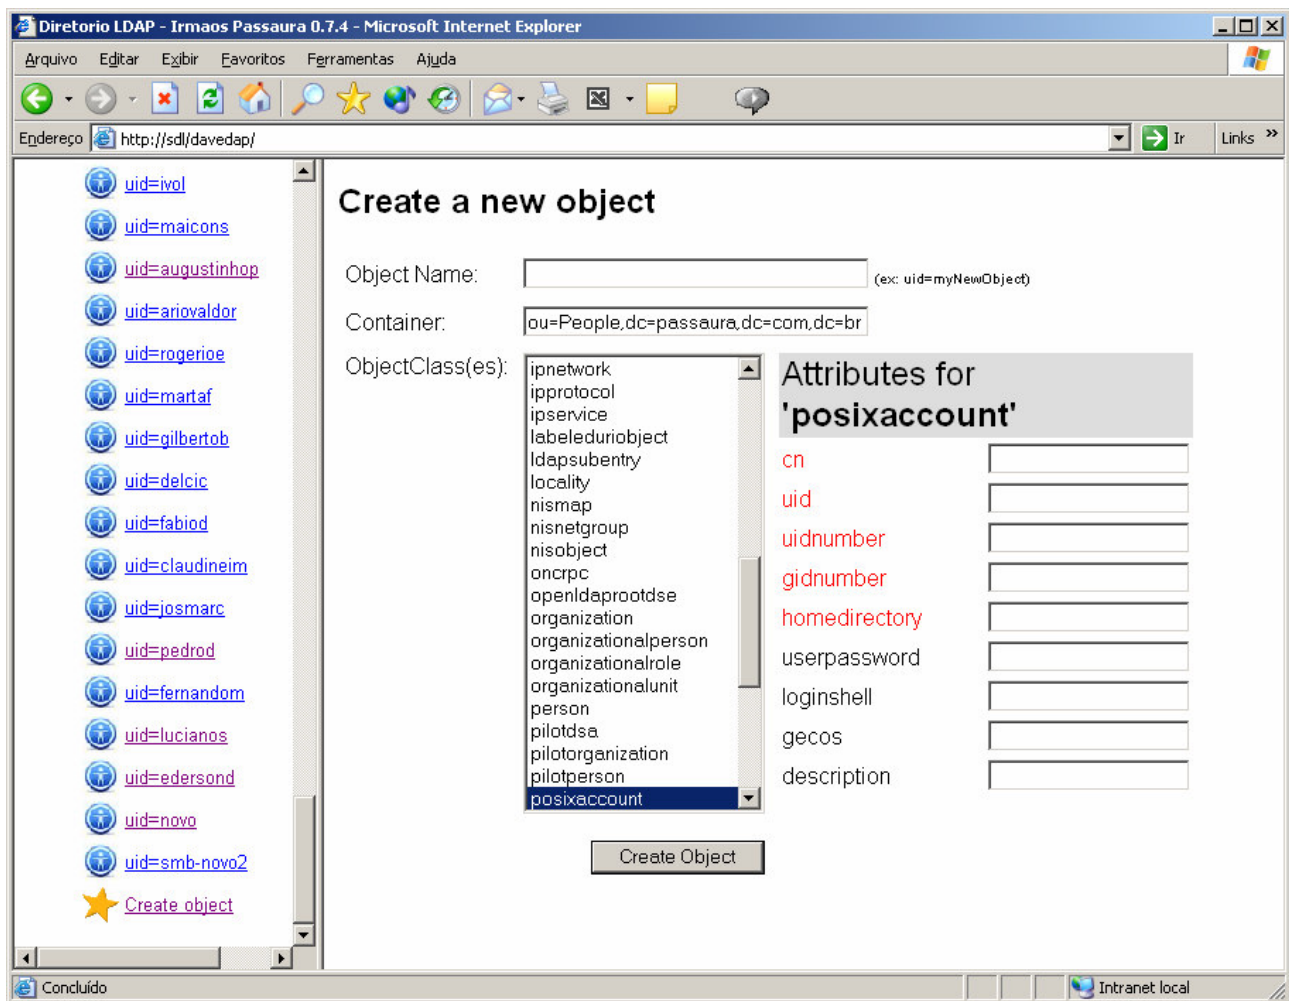 Diretorio LDAP - Irmaos Passaura 0.7.4 - Microsoft Internet Explorer
Arquivo Editar Exibir Favoritos Ferramentas Ajuda
Endereço http://sdl/davedap/ Ir Links »
uid=ivol
uid=maicons
uid=augustinhop
uid=ariovaldor
uid=rogerioe
uid=martaf
uid=gilbertob
uid=delcic
uid=fabiod
uid=claudineim
uid=josmarc
uid=pedrod
uid=fernandom
uid=lucianos
uid=edersond
uid=novo
uid=smb-novo2
Create object
Create a new object
Object Name: (ex: uid=myNewObject)
Container: ou=People,dc=passaura,dc=com,dc=br
ObjectClass(es):
ipnetwork
ipprotocol
ipservice
labeleduriobject
ldapsubentry
locality
nismap
nisnetgroup
nisobject
oncrpc
openldaprootdse
organization
organizationalperson
organizationalrole
organizationalunit
person
pilotdsa
pilotorganization
pilotperson
posixaccount
Attributes for
'posixaccount'
cn
uid
uidnumber
gidnumber
homedirectory
userpassword
loginshell
gecos
description
Create Object
Concluído Intranet local